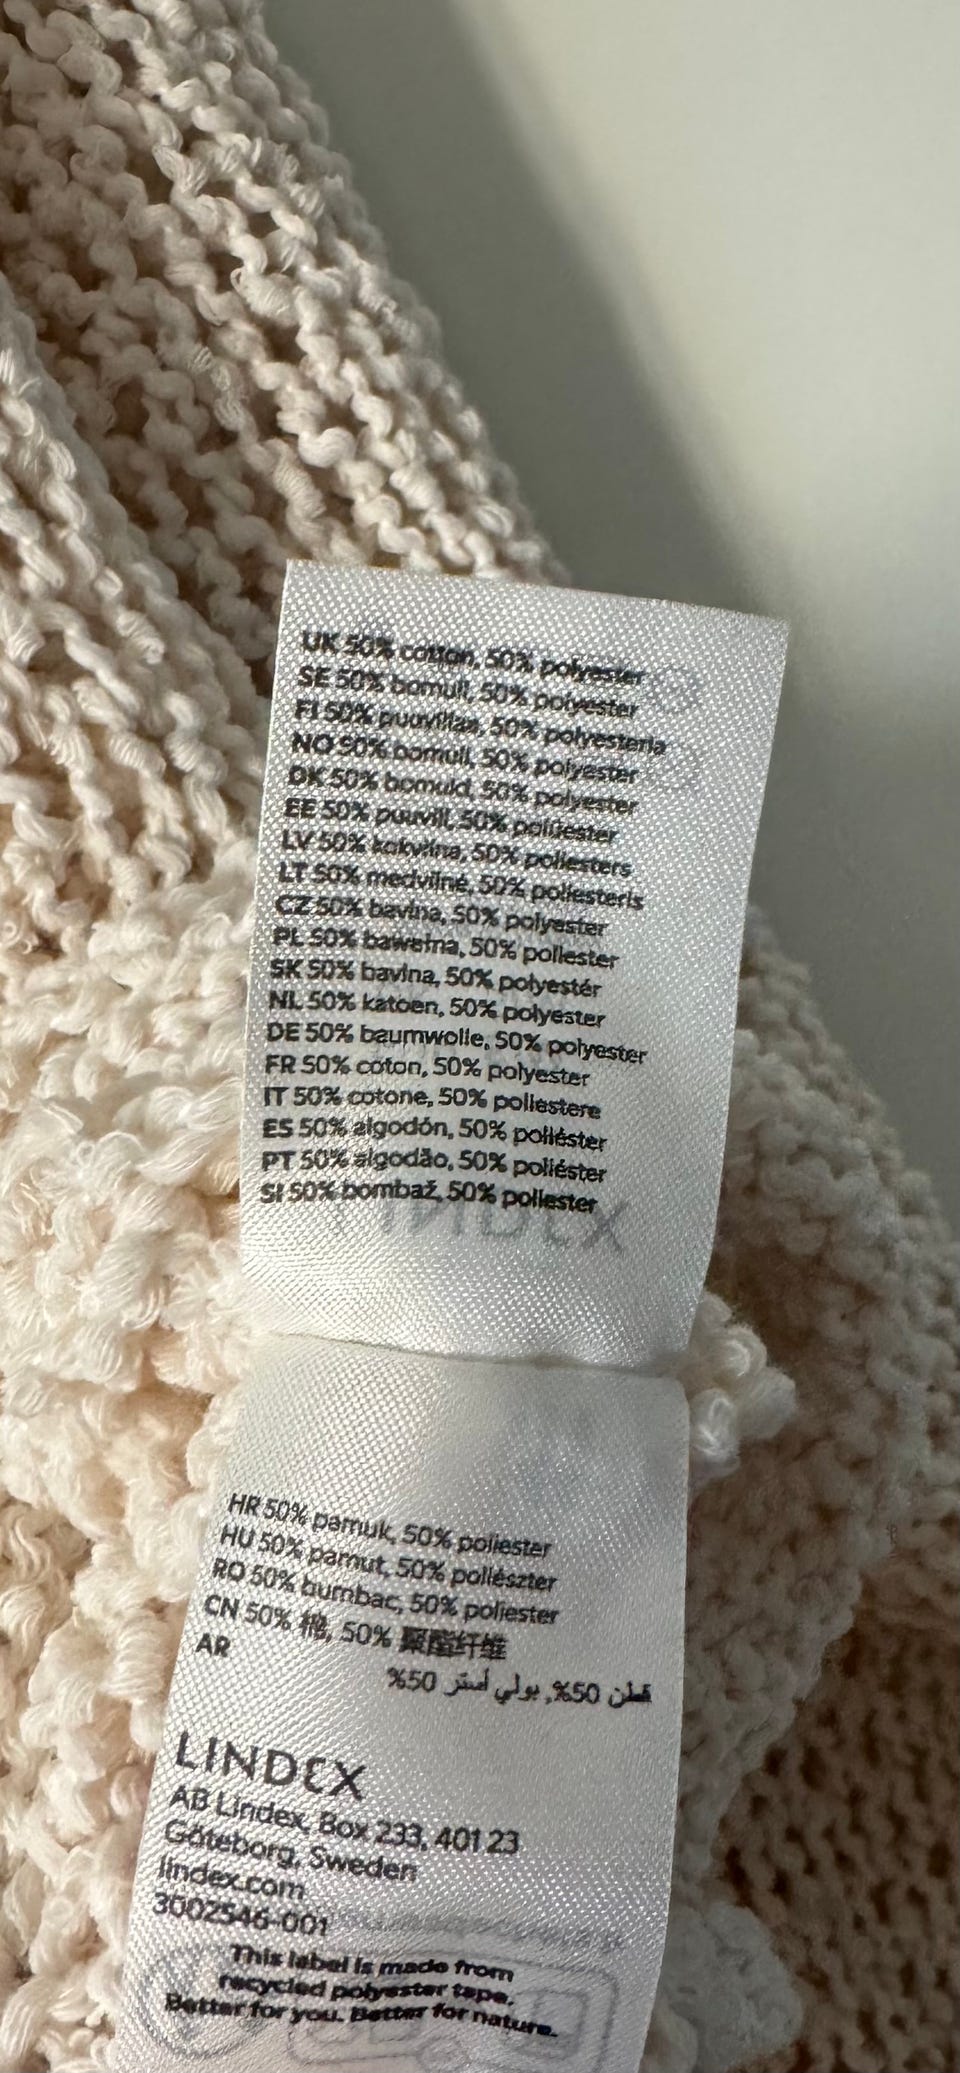 UK 50% cotton, 50% polyester
SE 50% bomull, 50% polyester
FI 50% puuvillaa, 50% polyesteria
NO 50% bomull, 50% polyester
DK 50% bomuld, 50% polyester
EE 50% puuvill, 50% polüester
LV 50% kokvilna, 50% poliesters
LT 50% medvilnė, 50% poliesteris
CZ 50% bavlna, 50% polyester
PL 50% bawełna, 50% poliester
SK 50% bavlna, 50% polyestér
NL 50% katoen, 50% polyester
DE 50% baumwolle, 50% polyester
FR 50% coton, 50% polyester
IT 50% cotone, 50% poliestere
ES 50% algodón, 50% poliéster
PT 50% algodão, 50% poliéster
SI 50% bombaž, 50% poliester
HR 50% pamuk, 50% poliester
HU 50% pamut, 50% poliészter
RO 50% bumbac, 50% poliester
CN 50% 棉, 50% 聚酯纤维
AR
قطن 50%, بولي أستر 50%
LINDEX
AB Lindex, Box 233, 401 23
Göteborg, Sweden
lindex.com
3002546-001
This label is made from
recycled polyester tape.
Better for you. Better for nature.